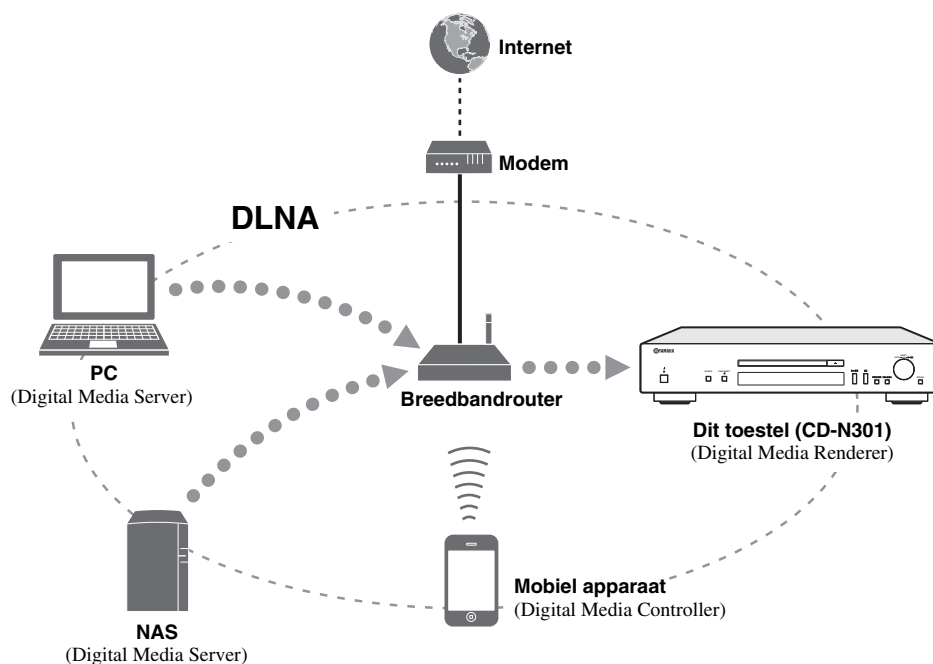 Internet
Modem
DLNA
YAMAHA
PC
(Digital Media Server)
Breedbandrouter
Dit toestel (CD-N301)
(Digital Media Renderer)
Mobiel apparaat
(Digital Media Controller)
NAS
(Digital Media Server)